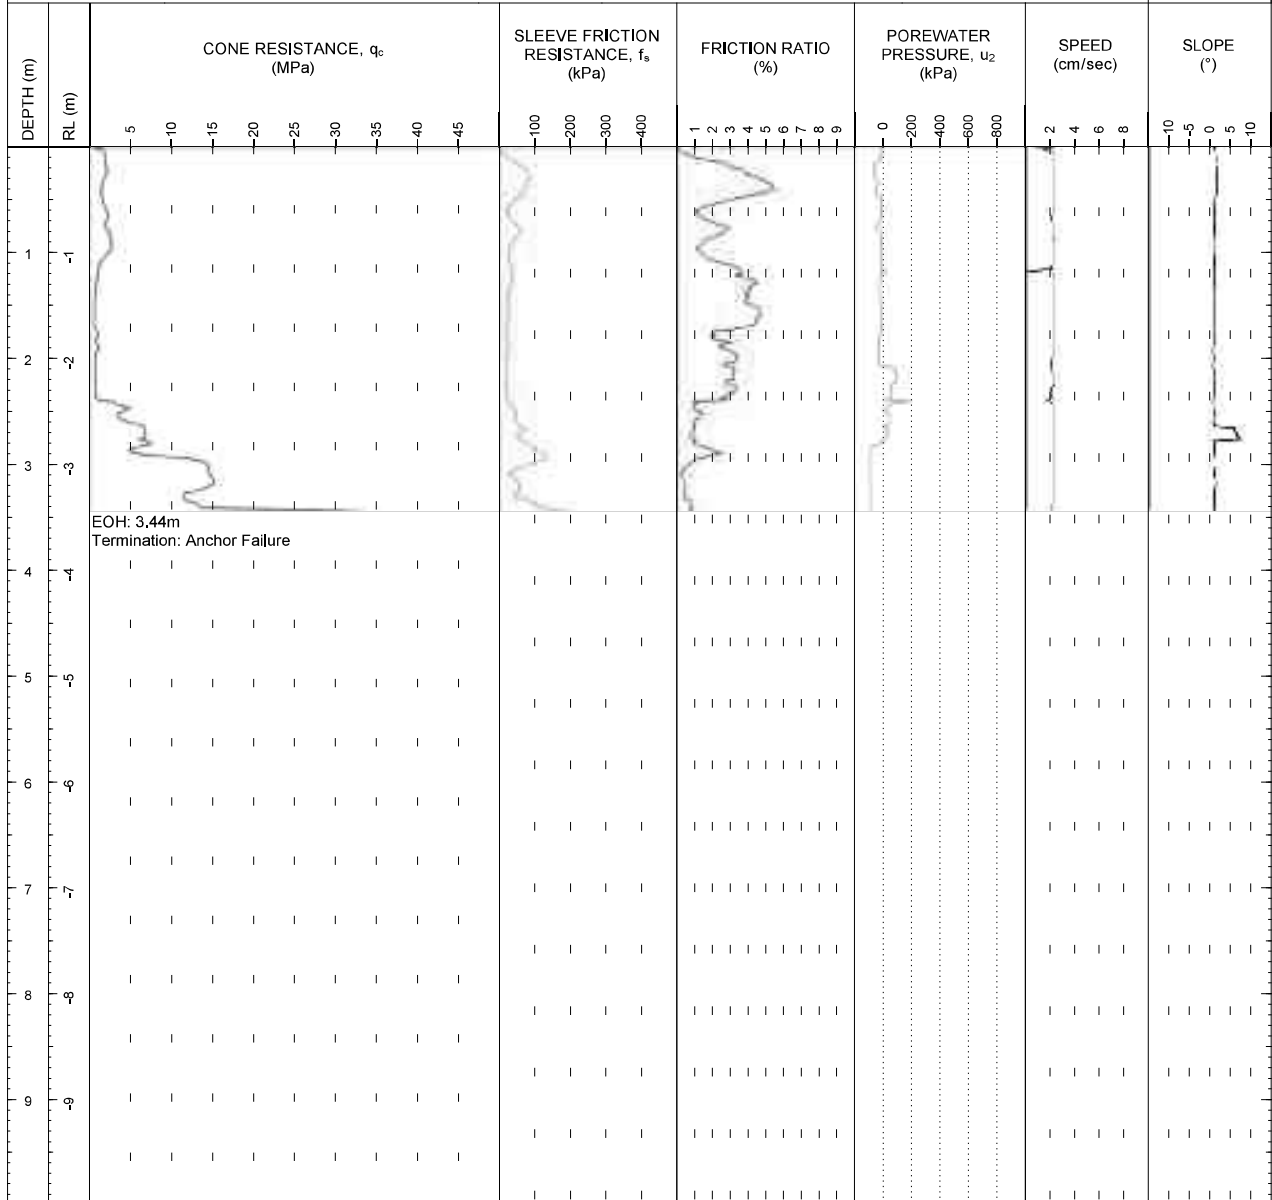 DEPTH (m)
RL (m)
CONE RESISTANCE, qc
(MPa)
SLEEVE FRICTION
RESISTANCE, fs
(kPa)
FRICTION RATIO
(%)
POREWATER
PRESSURE, u2
(kPa)
SPEED
(cm/sec)
SLOPE
(°)
5 10 15 20 25 30 35 40 45
100 200 300 400
1 2 3 4 5 6 7 8 9
0 200 400 600 800
2 4 6 8
-10 -5 0 5 10
1 -1
2 -2
3 -3
EOH: 3.44m
Termination: Anchor Failure
4 -4
5 -5
6 -6
7 -7
8 -8
9 -9